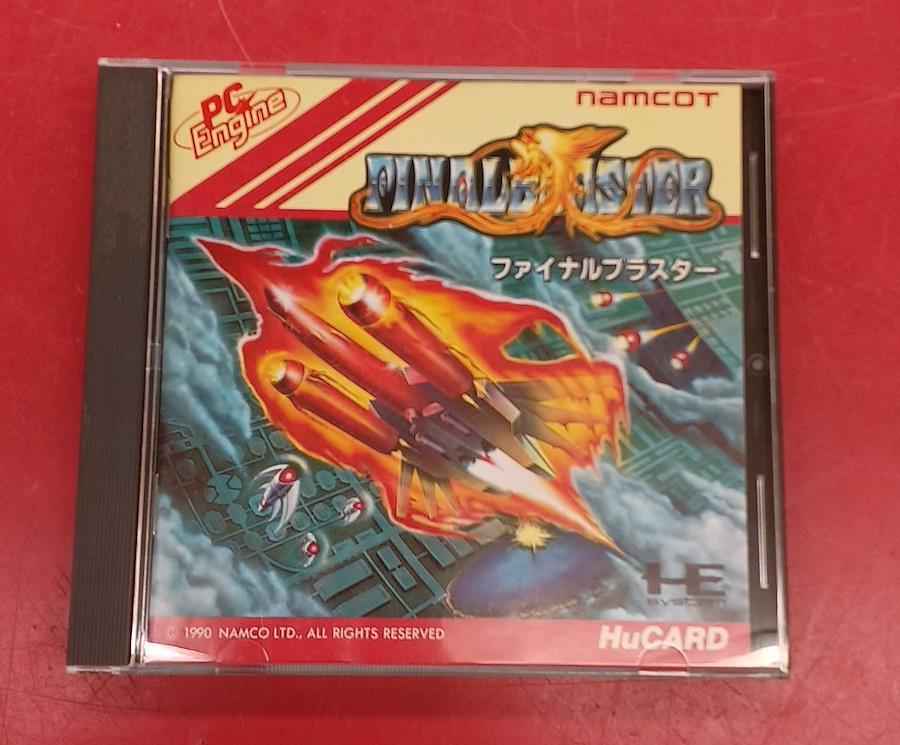 PC Engine
namcot
FINAL BLASTER
ファイナルブラスター
HE
system
© 1990 NAMCO LTD., ALL RIGHTS RESERVED
HuCARD